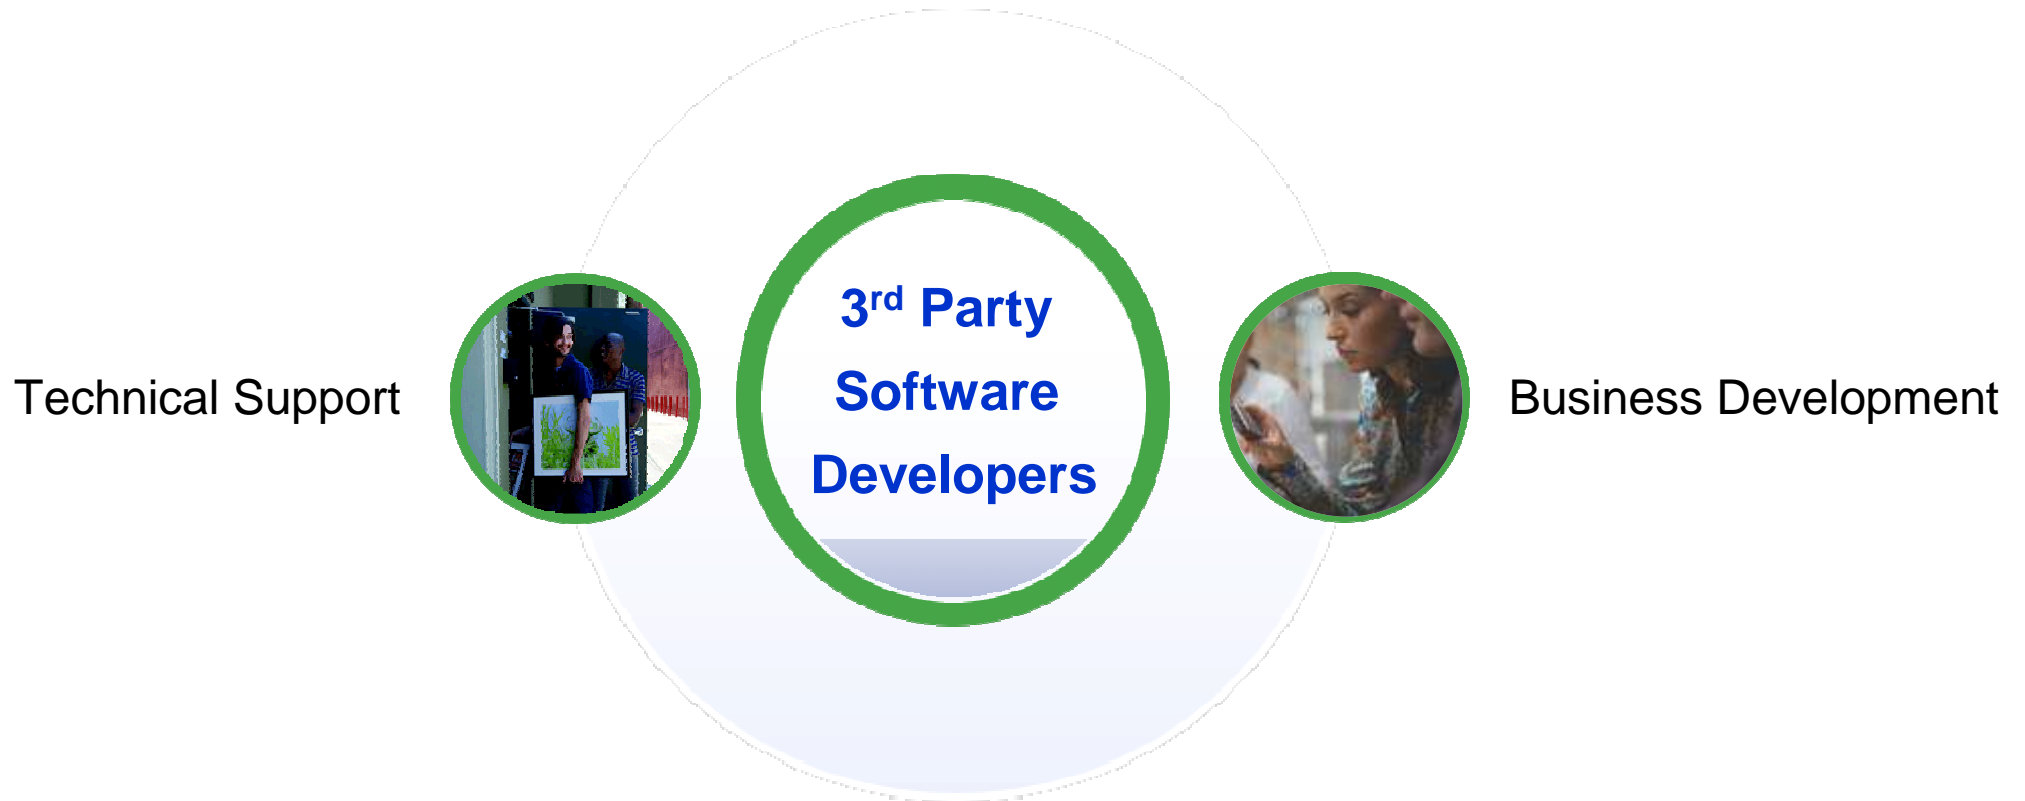 Technical Support
3rd Party
Software
Developers
Business Development